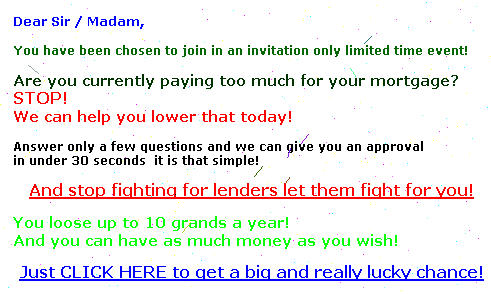 Dear Sir / Madam,
You have been chosen to join in an invitation only limited time event!
Are you currently paying too much for your mortgage?
STOP!
We can help you lower that today!
Answer only a few questions and we can give you an approval
in under 30 seconds it is that simple!
And stop fighting for lenders let them fight for you!
You loose up to 10 grands a year!
And you can have as much money as you wish!
Just CLICK HERE to get a big and really lucky chance!